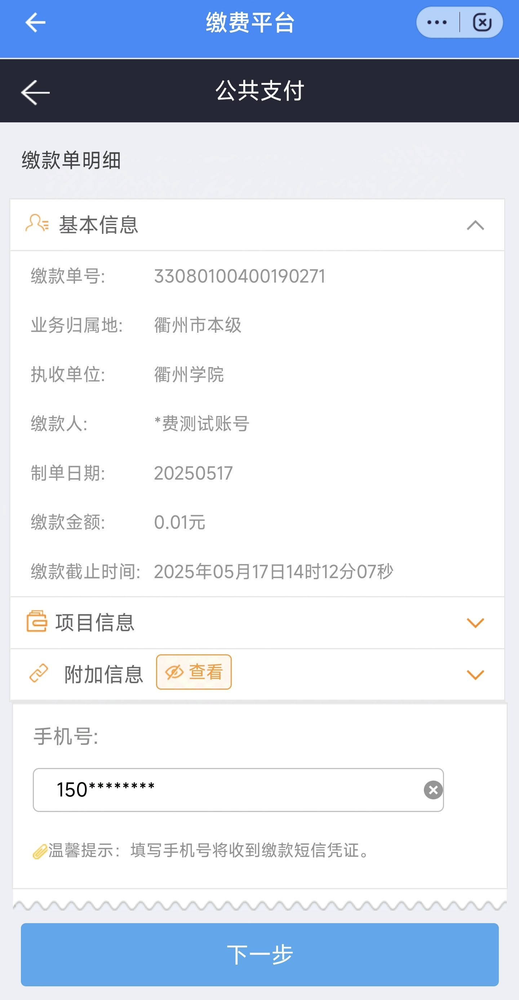 缴费平台
公共支付
缴款单明细
基本信息
缴款单号: 33080100400190271
业务归属地: 衢州市本级
执收单位: 衢州学院
缴款人: *费测试账号
制单日期: 20250517
缴款金额: 0.01元
缴款截止时间: 2025年05月17日14时12分07秒
项目信息
附加信息 查看
手机号:
150********
温馨提示：填写手机号将收到缴款短信凭证。
下一步